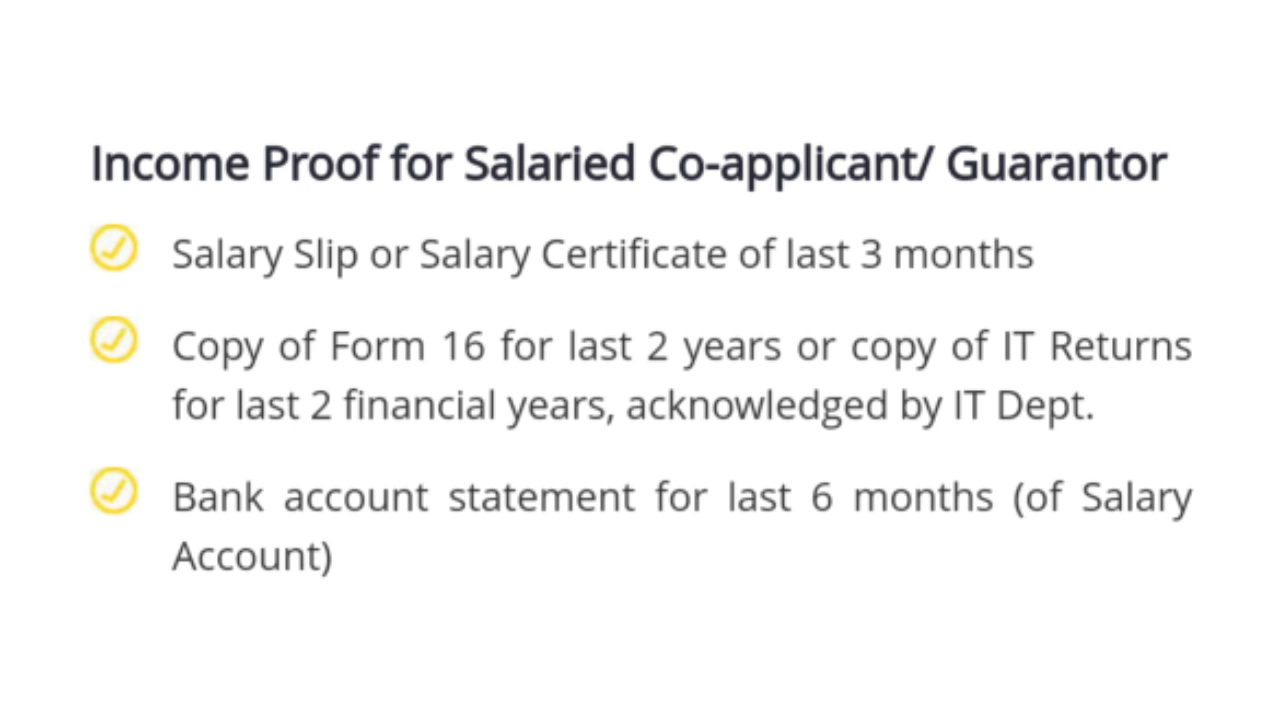 Income Proof for Salaried Co-applicant/ Guarantor
Salary Slip or Salary Certificate of last 3 months
Copy of Form 16 for last 2 years or copy of IT Returns
for last 2 financial years, acknowledged by IT Dept.
Bank account statement for last 6 months (of Salary
Account)